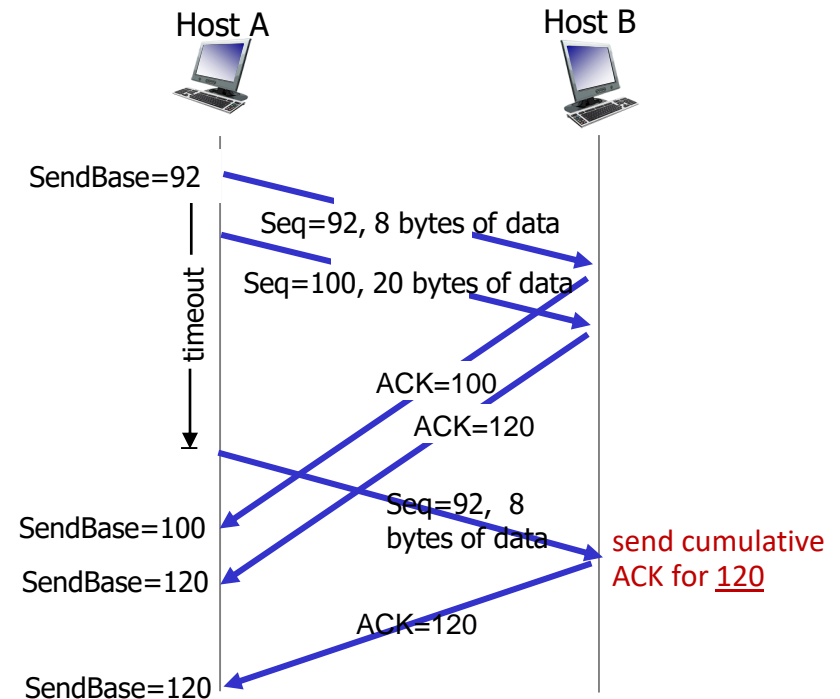 Host A
Host B
SendBase=92
Seq=92, 8 bytes of data
Seq=100, 20 bytes of data
timeout
ACK=100
ACK=120
Seq=92,  8
bytes of data
SendBase=100
send cumulative
ACK for 120
SendBase=120
ACK=120
SendBase=120